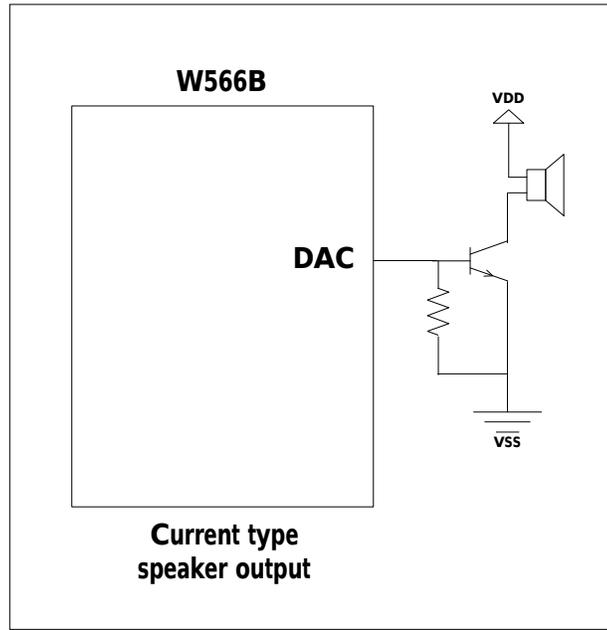 W566B
VDD
DAC
VSS
Current type
speaker output